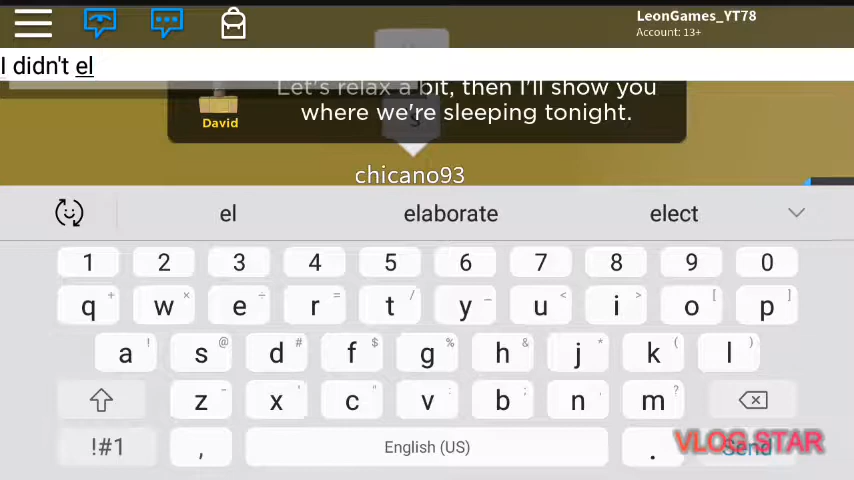 LeonGames_YT78
Account: 13+
I didn't el
Let's relax a bit, then I'll show you
where we're sleeping tonight.
David
chicano93
el elaborate elect
1 2 3 4 5 6 7 8 9 0
q + w × e ÷ r = t / y _ u < i > o [ p ]
a ! s @ d # f $ g % h & j * k ( l )
z - x ' c " v : b ; n , m ?
!#1 , English (US) . Send
VLOG STAR